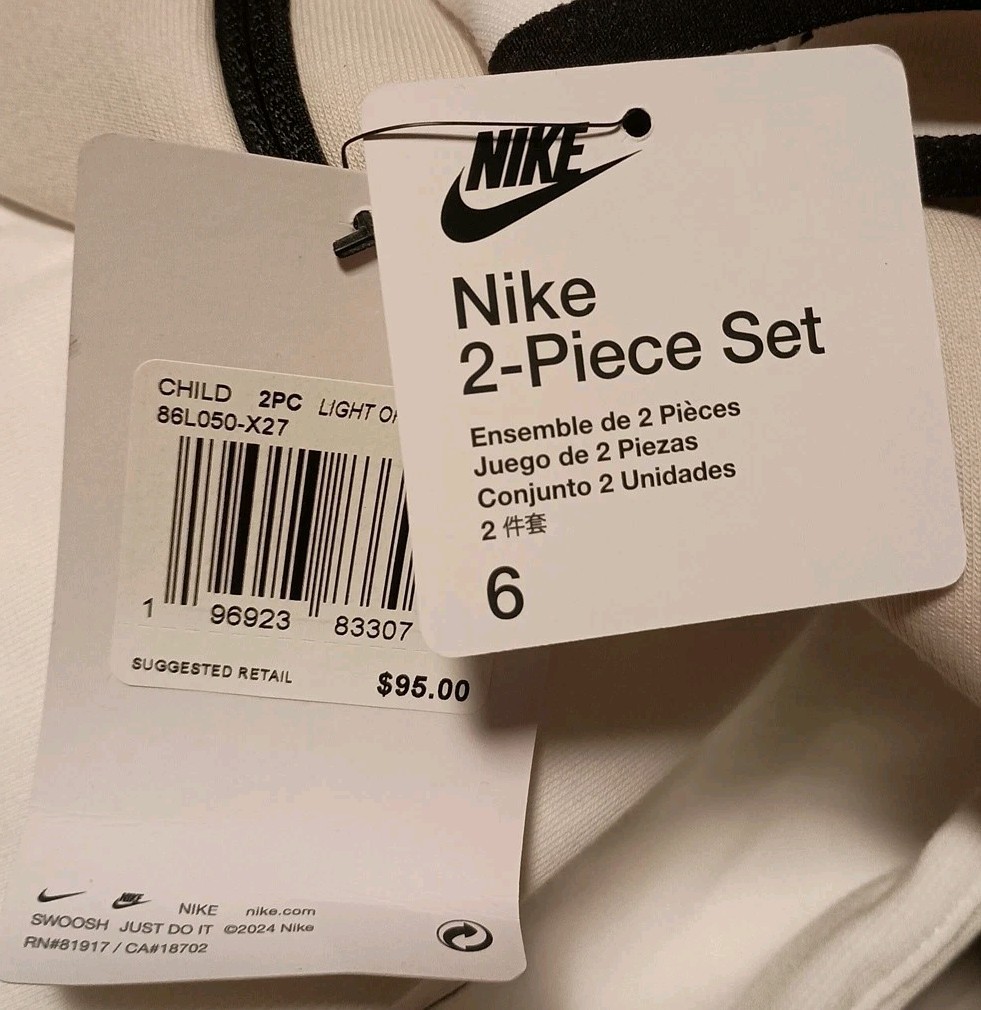 NIKE
Nike
2-Piece Set
Ensemble de 2 Pièces
Juego de 2 Piezas
Conjunto 2 Unidades
2 件套
6
CHILD 2PC LIGHT
86L050-X27
1 96923 83307
SUGGESTED RETAIL $95.00
NIKE NIKE nike.com
SWOOSH JUST DO IT ©2024 Nike
RN#81917 / CA#18702